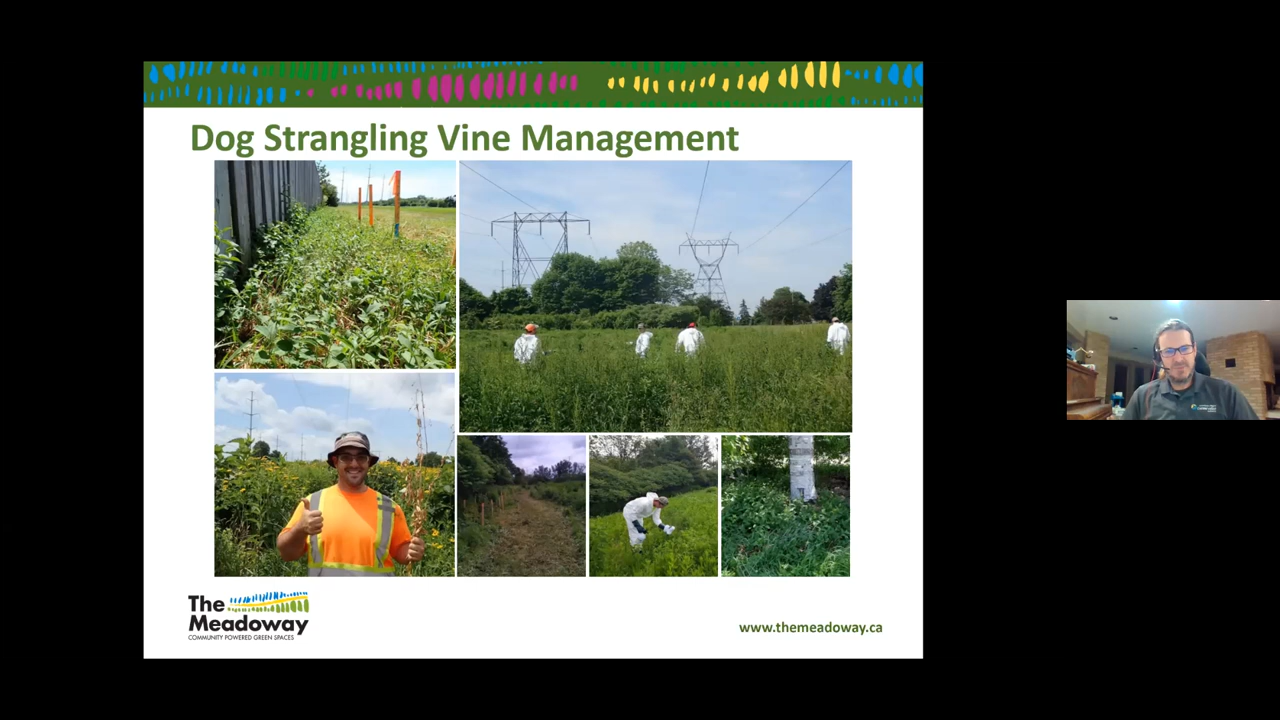 Dog Strangling Vine Management
The
Meadoway
COMMUNITY POWERED GREEN SPACES
www.themeadoway.ca